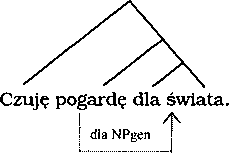 Czuję pogardę dla świata.
dla NPgen